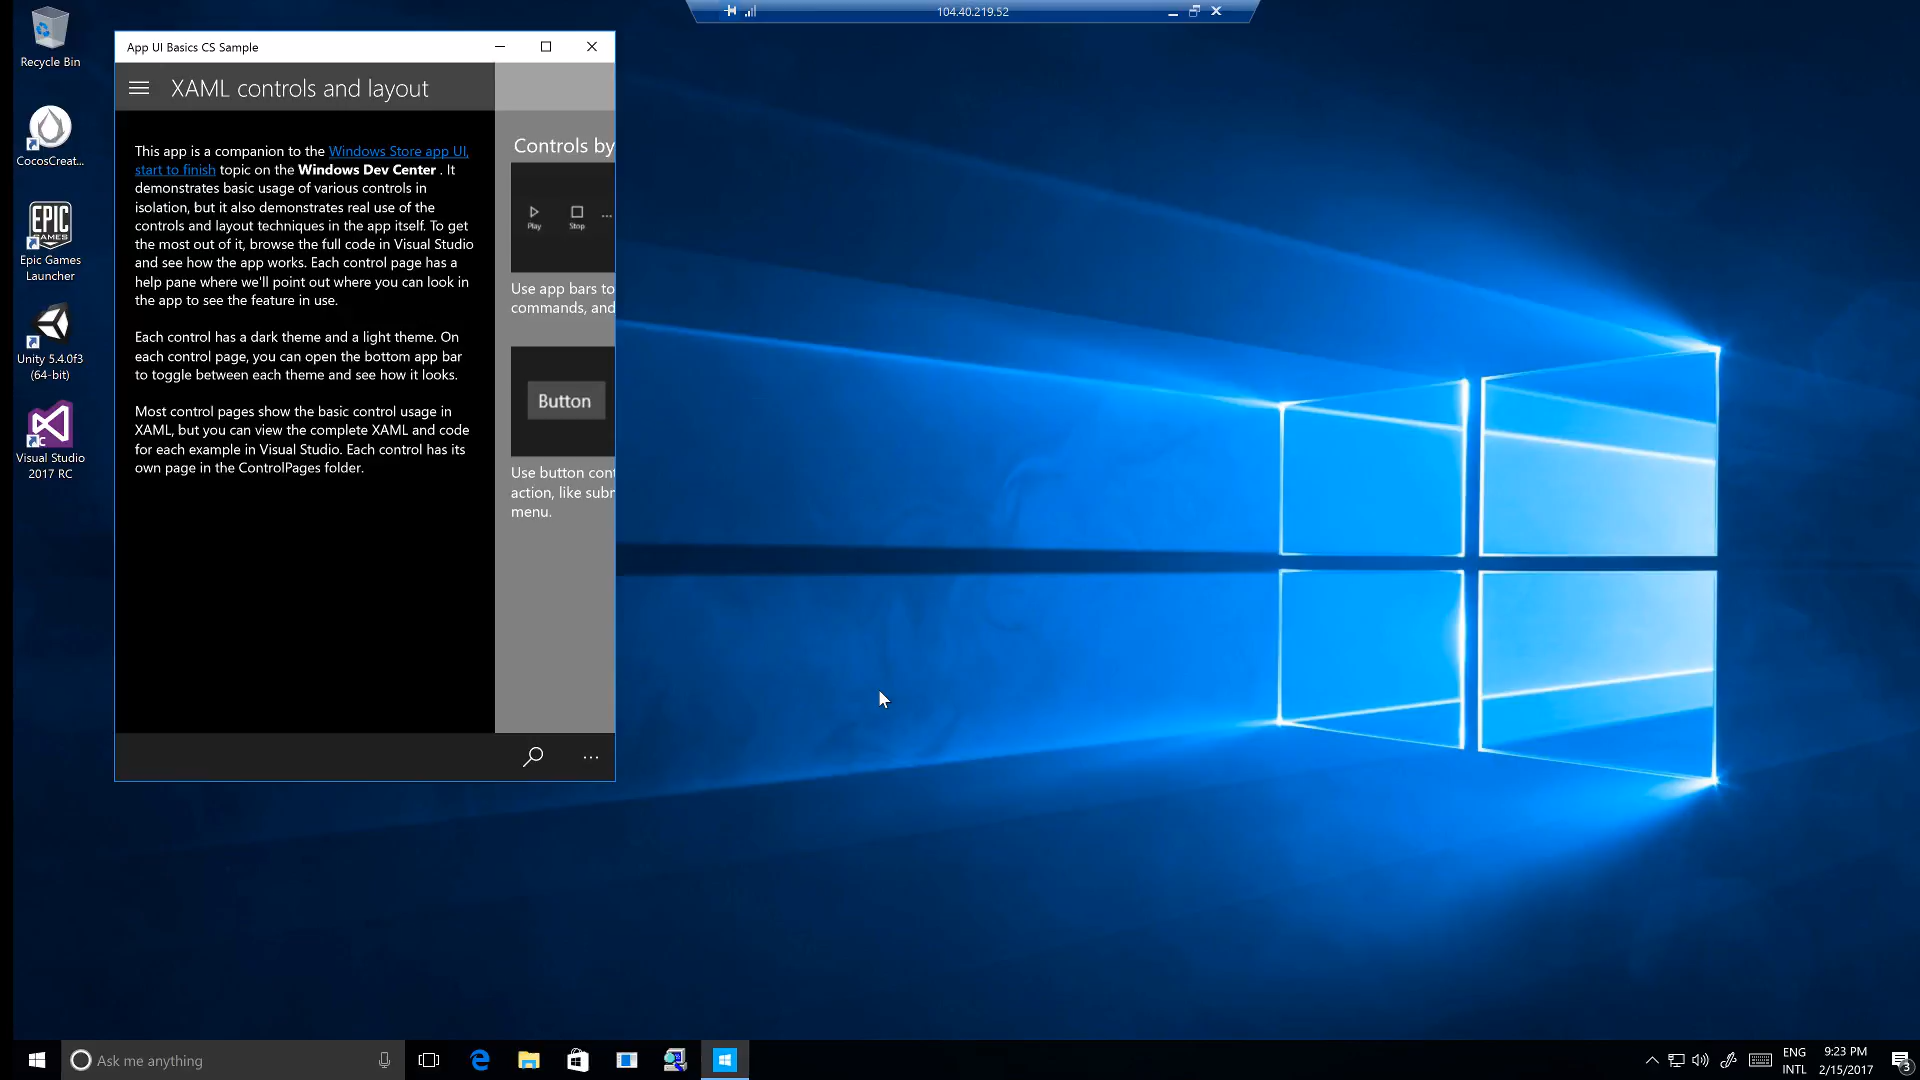 104.40.219.52
Recycle Bin
CocosCreat...
EPIC
GAMES
Epic Games
Launcher
Unity 5.4.0f3
(64-bit)
Visual Studio
2017 RC
App UI Basics CS Sample
XAML controls and layout
This app is a companion to the Windows Store app UI,
start to finish topic on the Windows Dev Center . It
demonstrates basic usage of various controls in
isolation, but it also demonstrates real use of the
controls and layout techniques in the app itself. To get
the most out of it, browse the full code in Visual Studio
and see how the app works. Each control page has a
help pane where we'll point out where you can look in
the app to see the feature in use.
Each control has a dark theme and a light theme. On
each control page, you can open the bottom app bar
to toggle between each theme and see how it looks.
Most control pages show the basic control usage in
XAML, but you can view the complete XAML and code
for each example in Visual Studio. Each control has its
own page in the ControlPages folder.
Controls by
Play Stop ...
Use app bars to
commands, and
Button
Use button cont
action, like subr
menu.
...
Ask me anything
ENG
INTL
9:23 PM
2/15/2017
3